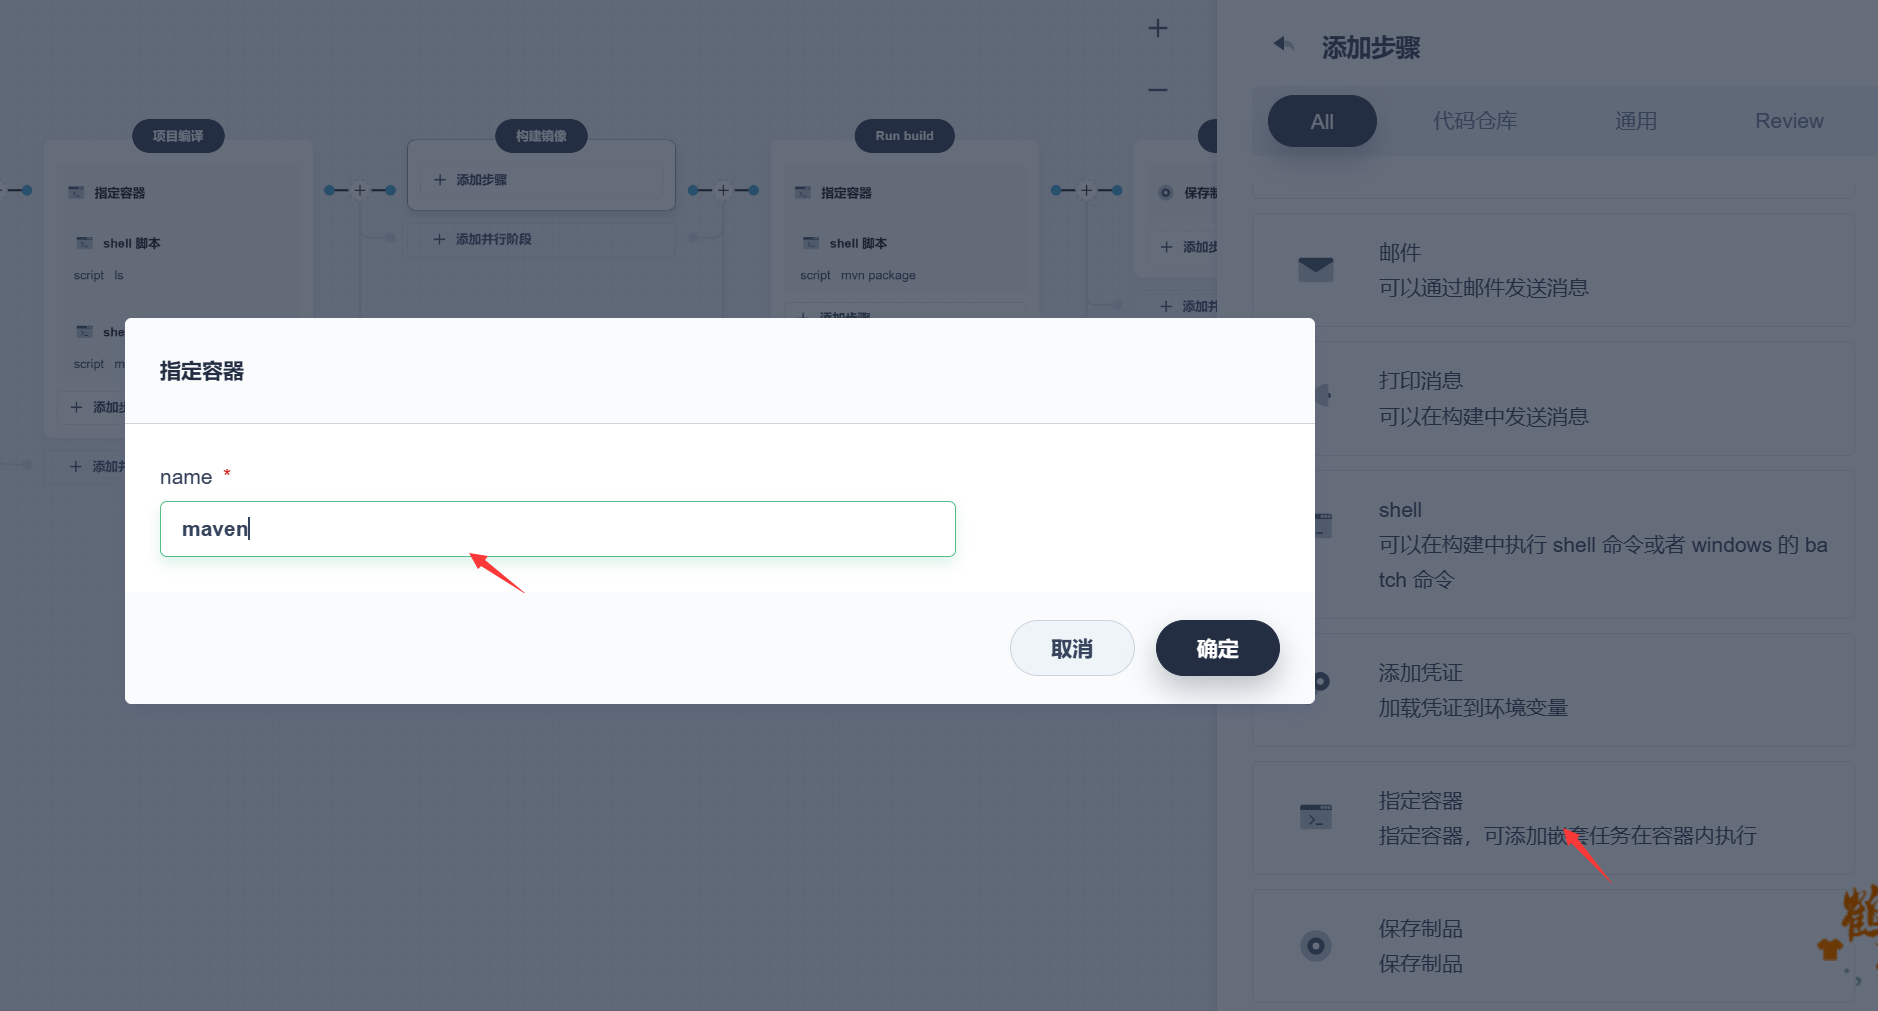 添加步骤
All
代码仓库
通用
Review
项目编译
指定容器
shell 脚本
script ls
she
script m
添加步
添加并
构建镜像
添加步骤
添加并行阶段
Run build
指定容器
shell 脚本
script mvn package
添加步骤
保存制
添加步
添加并
指定容器
name *
maven
取消
确定
邮件
可以通过邮件发送消息
打印消息
可以在构建中发送消息
shell
可以在构建中执行 shell 命令或者 windows 的 ba
tch 命令
添加凭证
加载凭证到环境变量
指定容器
指定容器，可添加嵌套任务在容器内执行
保存制品
保存制品
鹤